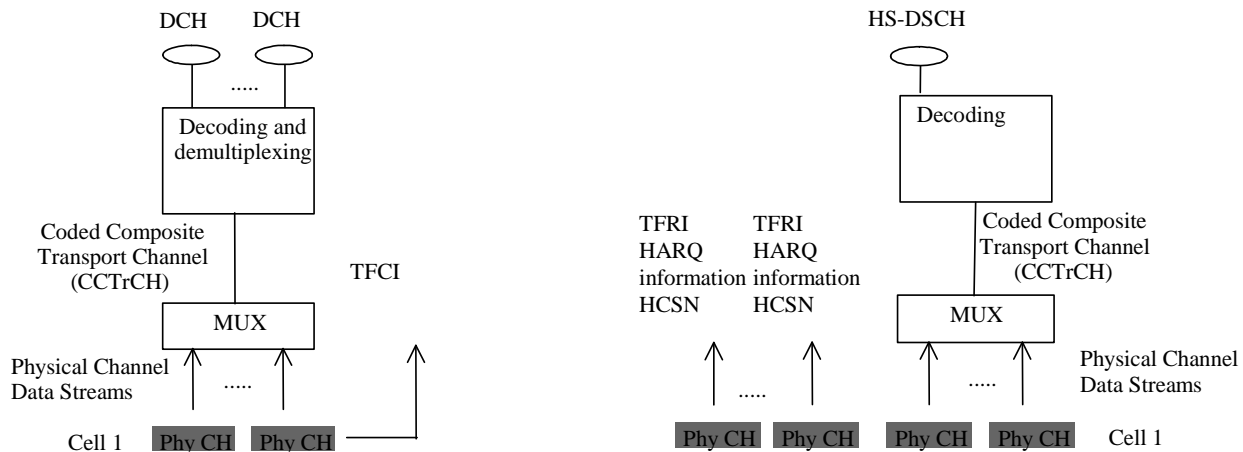 DCH DCH
.....
Decoding and
demultiplexing
Coded Composite
Transport Channel
(CCTrCH)
TFCI
MUX
Physical Channel
Data Streams
.....
Cell 1 Phy CH Phy CH
HS-DSCH
Decoding
TFRI TFRI
HARQ HARQ
information information
HCSN HCSN
Coded Composite
Transport Channel
(CCTrCH)
MUX
Physical Channel
Data Streams
..... .....
Phy CH Phy CH Phy CH Phy CH Cell 1